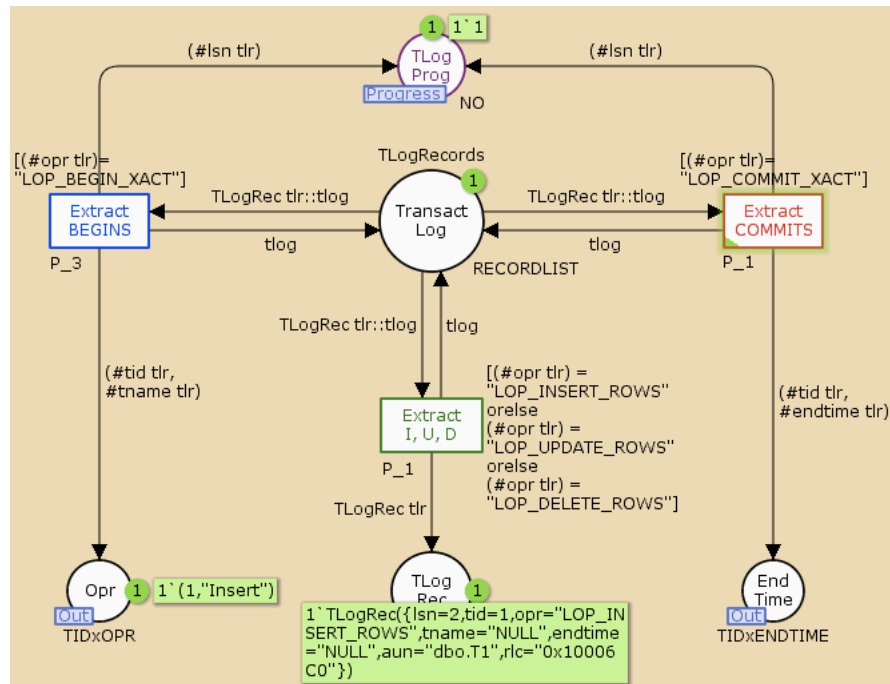 1 1`1
(#lsn tlr)
TLog
Prog
(#lsn tlr)
Progress
NO
[(#opr tlr)=
"LOP_BEGIN_XACT"]
TLogRecords
[(#opr tlr)=
"LOP_COMMIT_XACT"]
1
Extract
BEGINS
TLogRec tlr::tlog
Transact
Log
TLogRec tlr::tlog
Extract
COMMITS
tlog
tlog
P_3
RECORDLIST
P_1
TLogRec tlr::tlog
tlog
(#tid tlr,
#tname tlr)
[(#opr tlr) =
"LOP_INSERT_ROWS"
orelse
(#opr tlr) =
"LOP_UPDATE_ROWS"
orelse
(#opr tlr) =
"LOP_DELETE_ROWS"]
(#tid tlr,
#endtime tlr)
Extract
I, U, D
P_1
TLogRec tlr
Opr
1 1`(1,"Insert")
Out
TIDxOPR
TLog
Rec
1
1`TLogRec({lsn=2,tid=1,opr="LOP_IN
SERT_ROWS",tname="NULL",endtime
="NULL",aun="dbo.T1",rlc="0x10006
C0"})
End
Time
Out
TIDxENDTIME